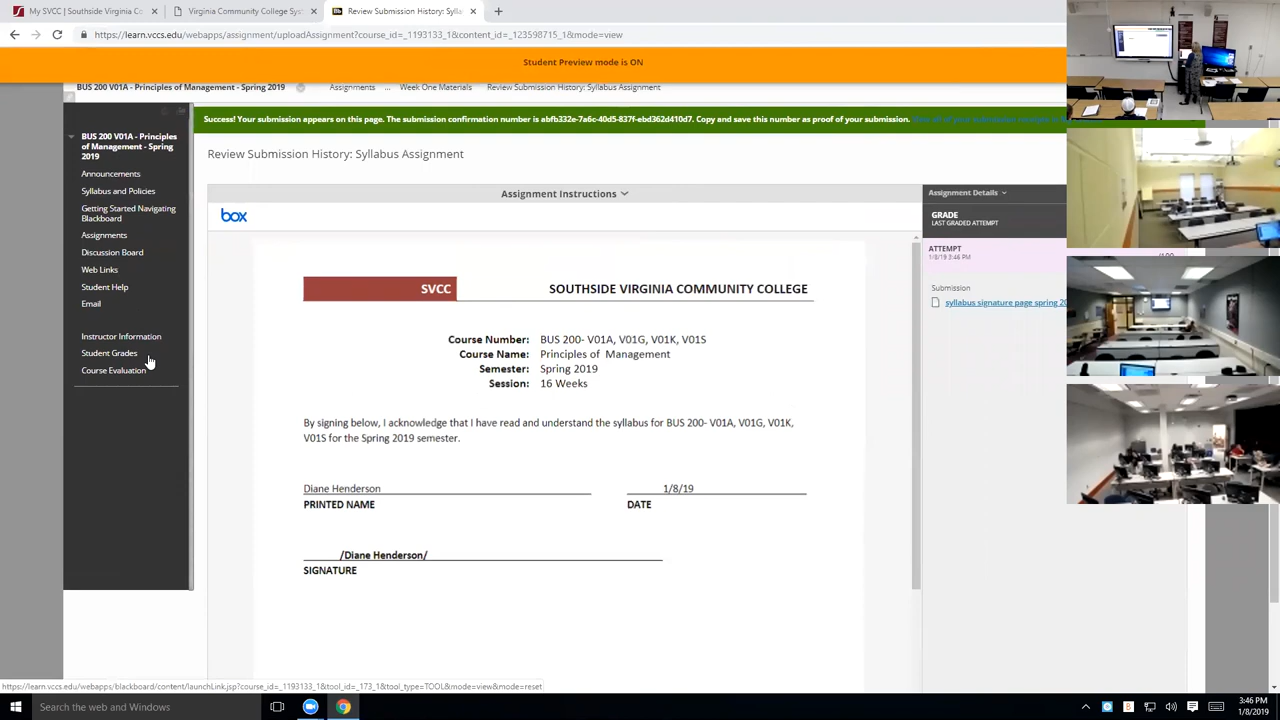 My SVCC | Southside Virginia Co
Virginia Community College Sys
Review Submission History: Sylla
https://learn.vccs.edu/webapps/assignment/uploadAssignment?course_id=_1193133_
t_id=_123598715_1&mode=view
Student Preview mode is ON
BUS 200 V01A - Principles of Management - Spring 2019
Assignments
...
Week One Materials
Review Submission History: Syllabus Assignment
Success! Your submission appears on this page. The submission confirmation number is abfb332e-7a6c-40d5-837f-ebd362d410d7. Copy and save this number as proof of your submission.
BUS 200 V01A - Principles
of Management - Spring
2019
Announcements
Syllabus and Policies
Getting Started Navigating
Blackboard
Assignments
Discussion Board
Web Links
Student Help
Email
Instructor Information
Student Grades
Course Evaluation
Review Submission History: Syllabus Assignment
Assignment Instructions
box
SVCC
SOUTHSIDE VIRGINIA COMMUNITY COLLEGE
Course Number: BUS 200- V01A, V01G, V01K, V01S
Course Name: Principles of Management
Semester: Spring 2019
Session: 16 Weeks
By signing below, I acknowledge that I have read and understand the syllabus for BUS 200- V01A, V01G, V01K,
V01S for the Spring 2019 semester.
Diane Henderson
1/8/19
PRINTED NAME
DATE
/Diane Henderson/
SIGNATURE
Assignment Details
GRADE
LAST GRADED ATTEMPT
ATTEMPT
1/8/19 3:46 PM
/100
Submission
syllabus signature page spring 20
https://learn.vccs.edu/webapps/blackboard/content/launchLink.jsp?course_id=_1193133_1&tool_id=_173_1&tool_type=TOOL&mode=view&mode=reset
Search the web and Windows
3:46 PM
1/8/2019